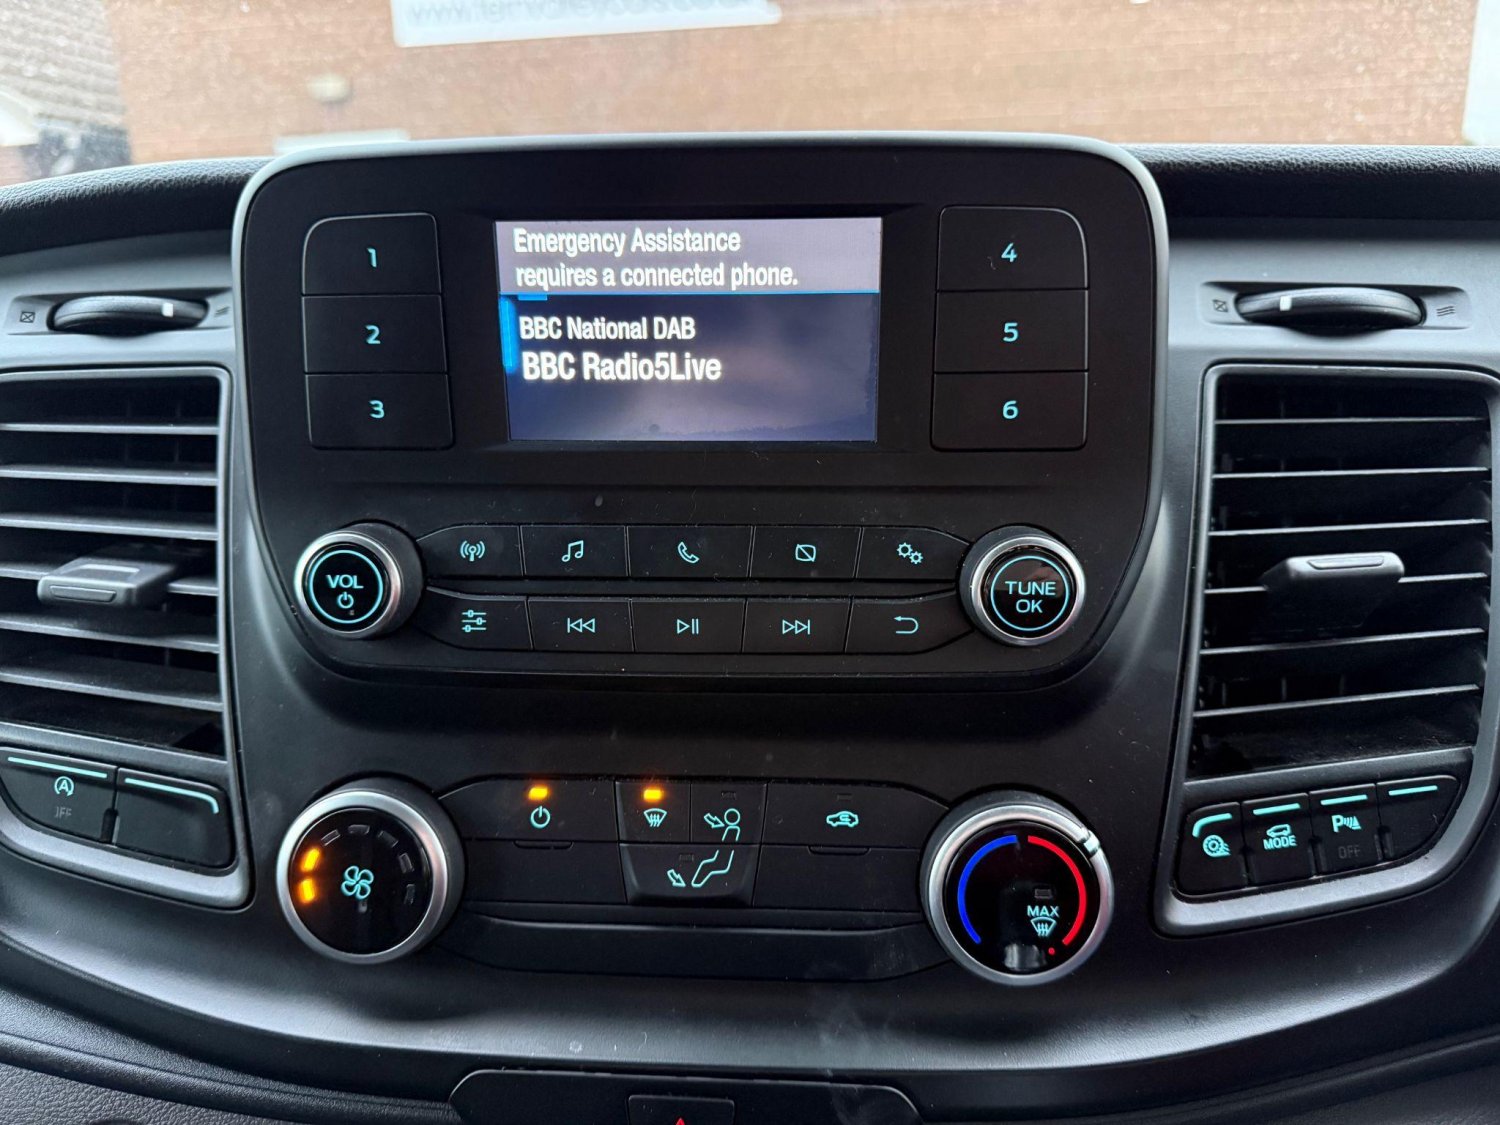 Emergency Assistance
requires a connected phone.
BBC National DAB
BBC Radio5Live
1
2
3
4
5
6
VOL
TUNE
OK
A
OFF
MAX
MODE
P
OFF